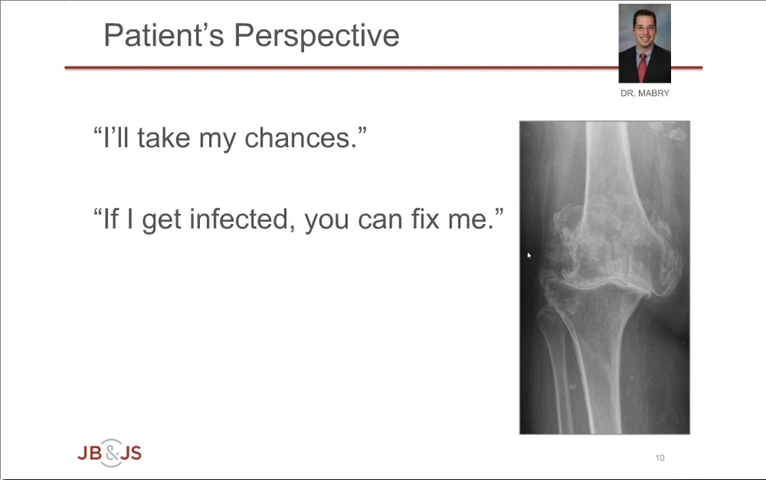 Patient’s Perspective
DR. MABRY
“I’ll take my chances.”
“If I get infected, you can fix me.”
JB&JS
10